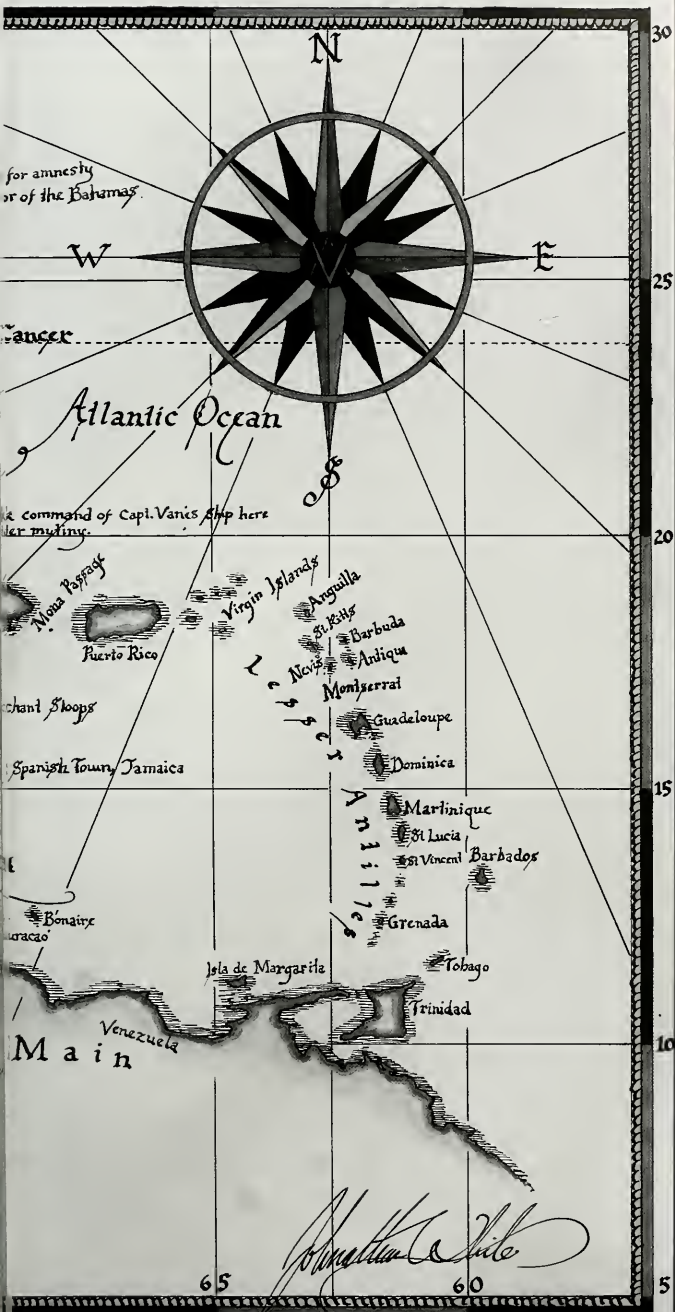 30
N
for amnesty
or of the Bahamas.
W
E
25
Cancer
Atlantic Ocean
S
command of Capt. Vane's ship here
der mutiny.
20
Mona Passage
Virgin Islands
Anguilla
St Kitts
Barbuda
Puerto Rico
Nevis
Antiqua
Montserrat
Lesser Antilles
chant Sloops
Guadeloupe
Spanish Town, Jamaica
Dominica
15
Martinique
St Lucia
St Vincent
Barbados
Bonaire
uracao
Grenada
Isla de Margarita
Tobago
Trinidad
Venezuela
Main
10
65
60
5